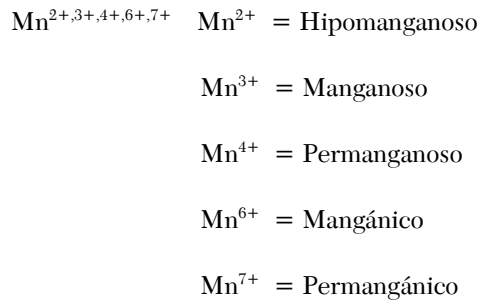 Mn²⁺,³⁺,⁴⁺,⁶⁺,⁷⁺ Mn²⁺ = Hipomanganoso
Mn³⁺ = Manganoso
Mn⁴⁺ = Permanganoso
Mn⁶⁺ = Mangánico
Mn⁷⁺ = Permangánico